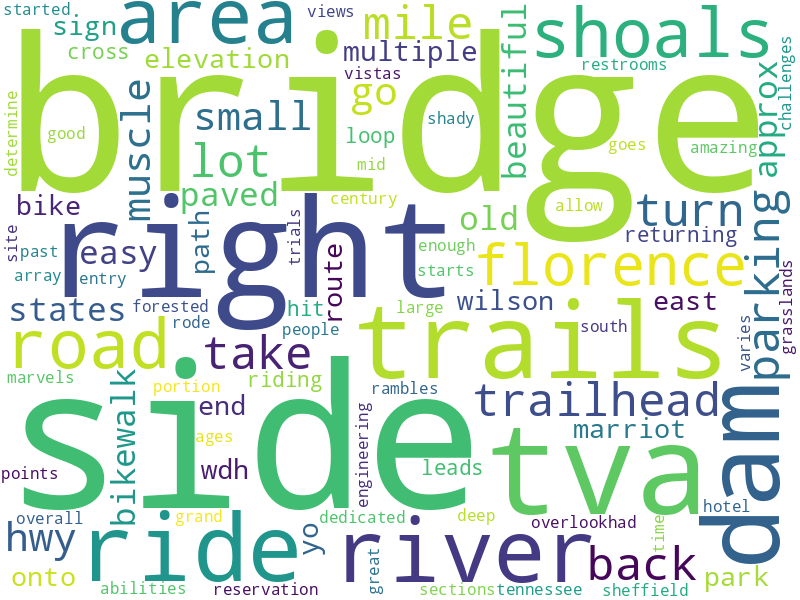 started
sign
area
views
mile
beautiful
shoals
cross
elevation
multiple
restrooms
challenges
vistas
bridge
determine
good
muscle
small
go
shady
approx
loop
goes
amazing
lot
mid
bike
paved
century
old
allow
turn
right
path
trials
returning
site
past
easy
enough
florence
parking
array
entry
route
starts
states
forested
hit
large
wilson
east
grasslands
rode
people
trails
south
varies
road
take
marvels
portion
riding
rambles
trailhead
dam
bikewalk
side
end
engineering
tva
marriot
ages
points
wdh
leads
hotel
overall
grand
yo
dedicated
deep
overlookhad
time
hwy
ride
river
back
onto
abilities
reservation
great
sections
tennessee
sheffield
park